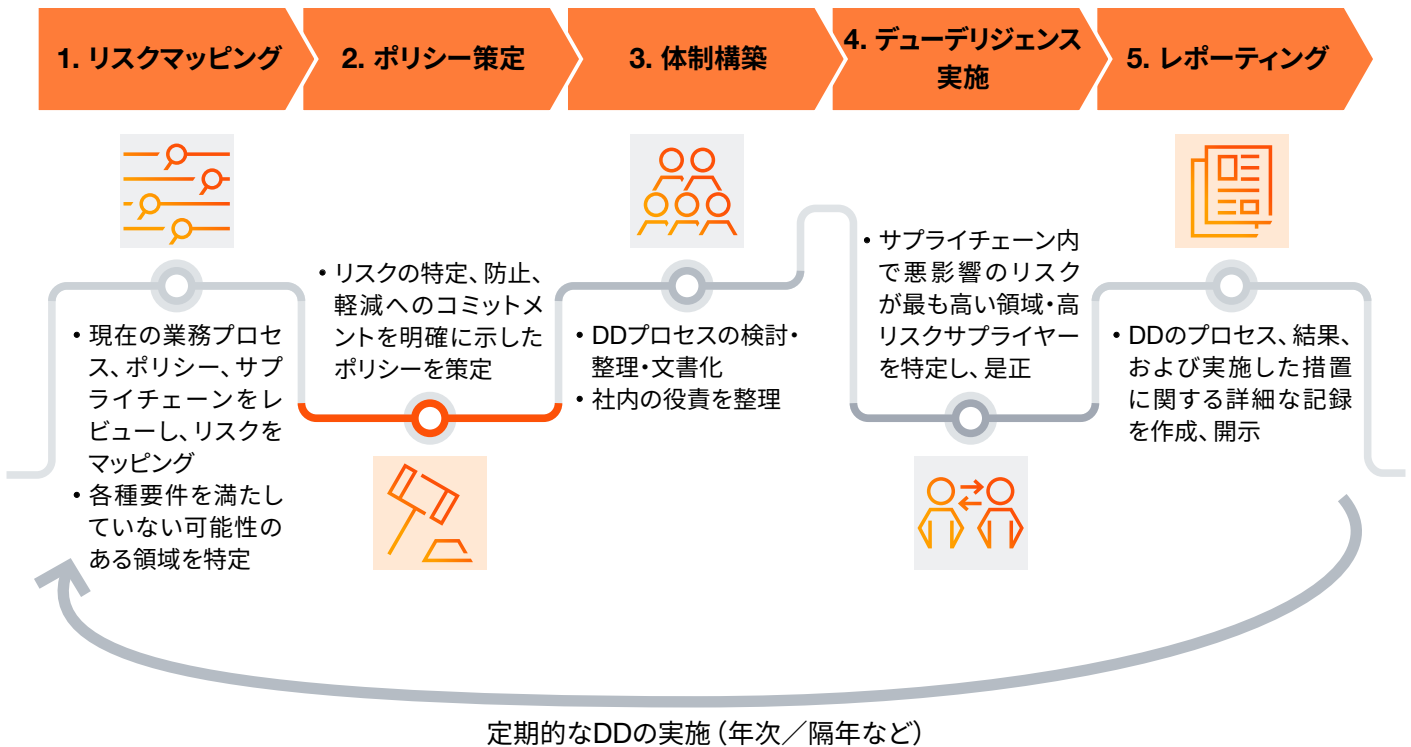 1. リスクマッピング
2. ポリシー策定
3. 体制構築
4. デューデリジェンス
実施
5. レポーティング
• 現在の業務プロセ
ス、ポリシー、サプ
ライチェーンをレ
ビューし、リスクを
マッピング
• 各種要件を満たし
ていない可能性の
ある領域を特定
• リスクの特定、防止、
軽減へのコミットメ
ントを明確に示した
ポリシーを策定
• DDプロセスの検討・
整理・文書化
• 社内の役責を整理
• サプライチェーン内
で悪影響のリスク
が最も高い領域・高
リスクサプライヤー
を特定し、是正
• DDのプロセス、結果、
および実施した措置
に関する詳細な記録
を作成、開示
定期的なDDの実施（年次／隔年など）